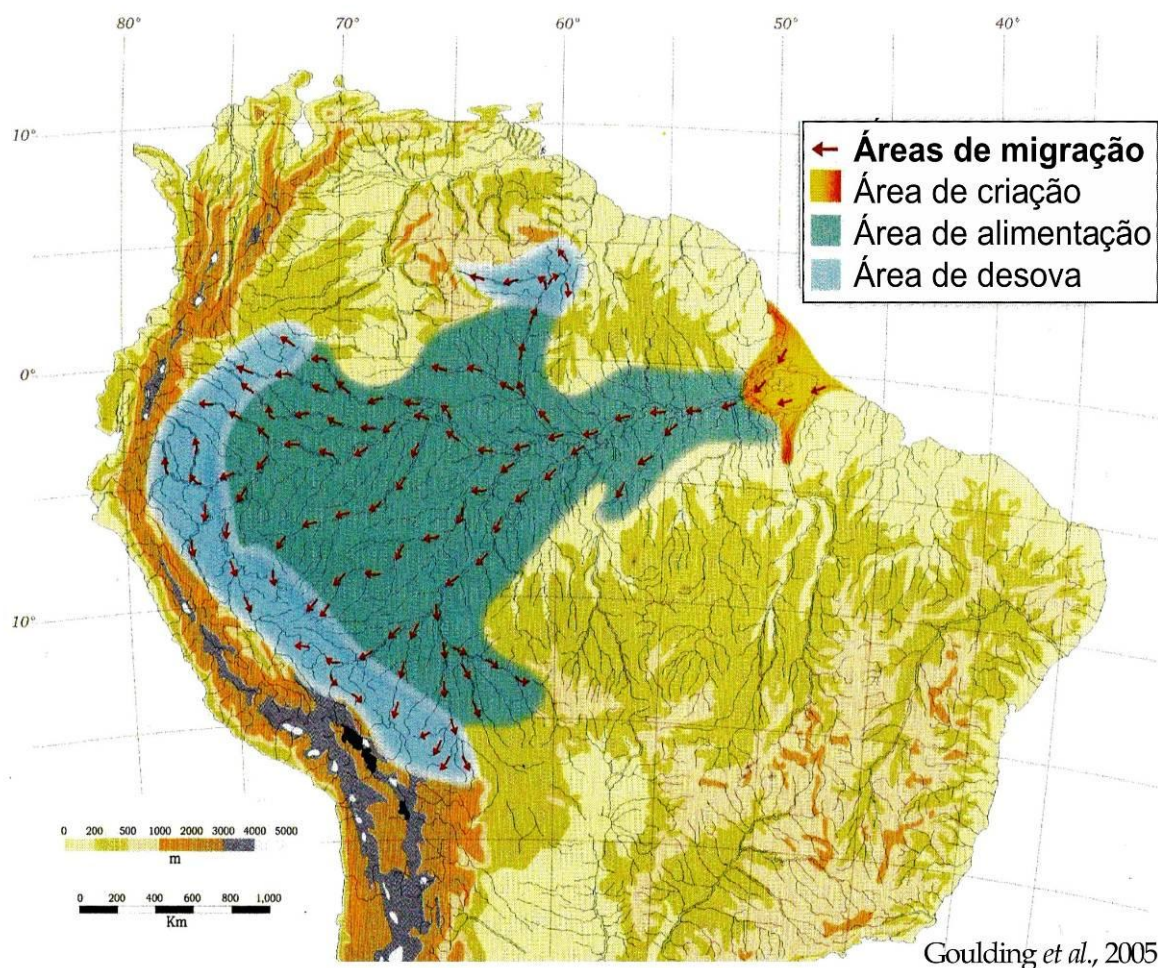 80°
70°
60°
50°
40°
10°
Áreas de migração
Área de criação
Área de alimentação
Área de desova
0°
10°
0 200 500 1000 2000 3000 4000 5000
m
0 200 400 600 800 1,000
Km
Goulding et al., 2005